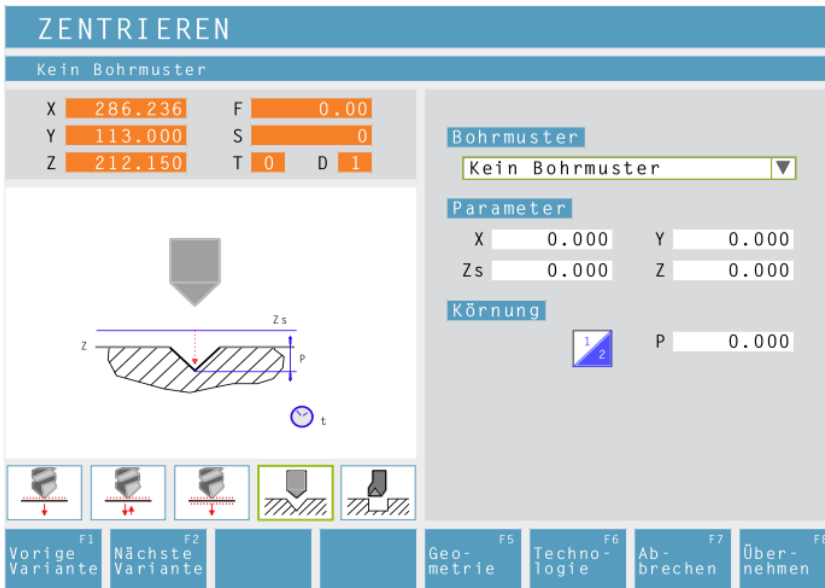 ZENTRIEREN
Kein Bohrmuster
X 286.236 F 0.00
Y 113.000 S 0
Z 212.150 T 0 D 1
Bohrmuster
Kein Bohrmuster
Parameter
X 0.000 Y 0.000
Zs 0.000 Z 0.000
Körnung
1 2 P 0.000
Zs
Z
P
t
F1 F2 F5 F6 F7 F8
Vorige Nächste Geo- Techno- Ab- Über-
Variante Variante metrie logie brechen nehmen